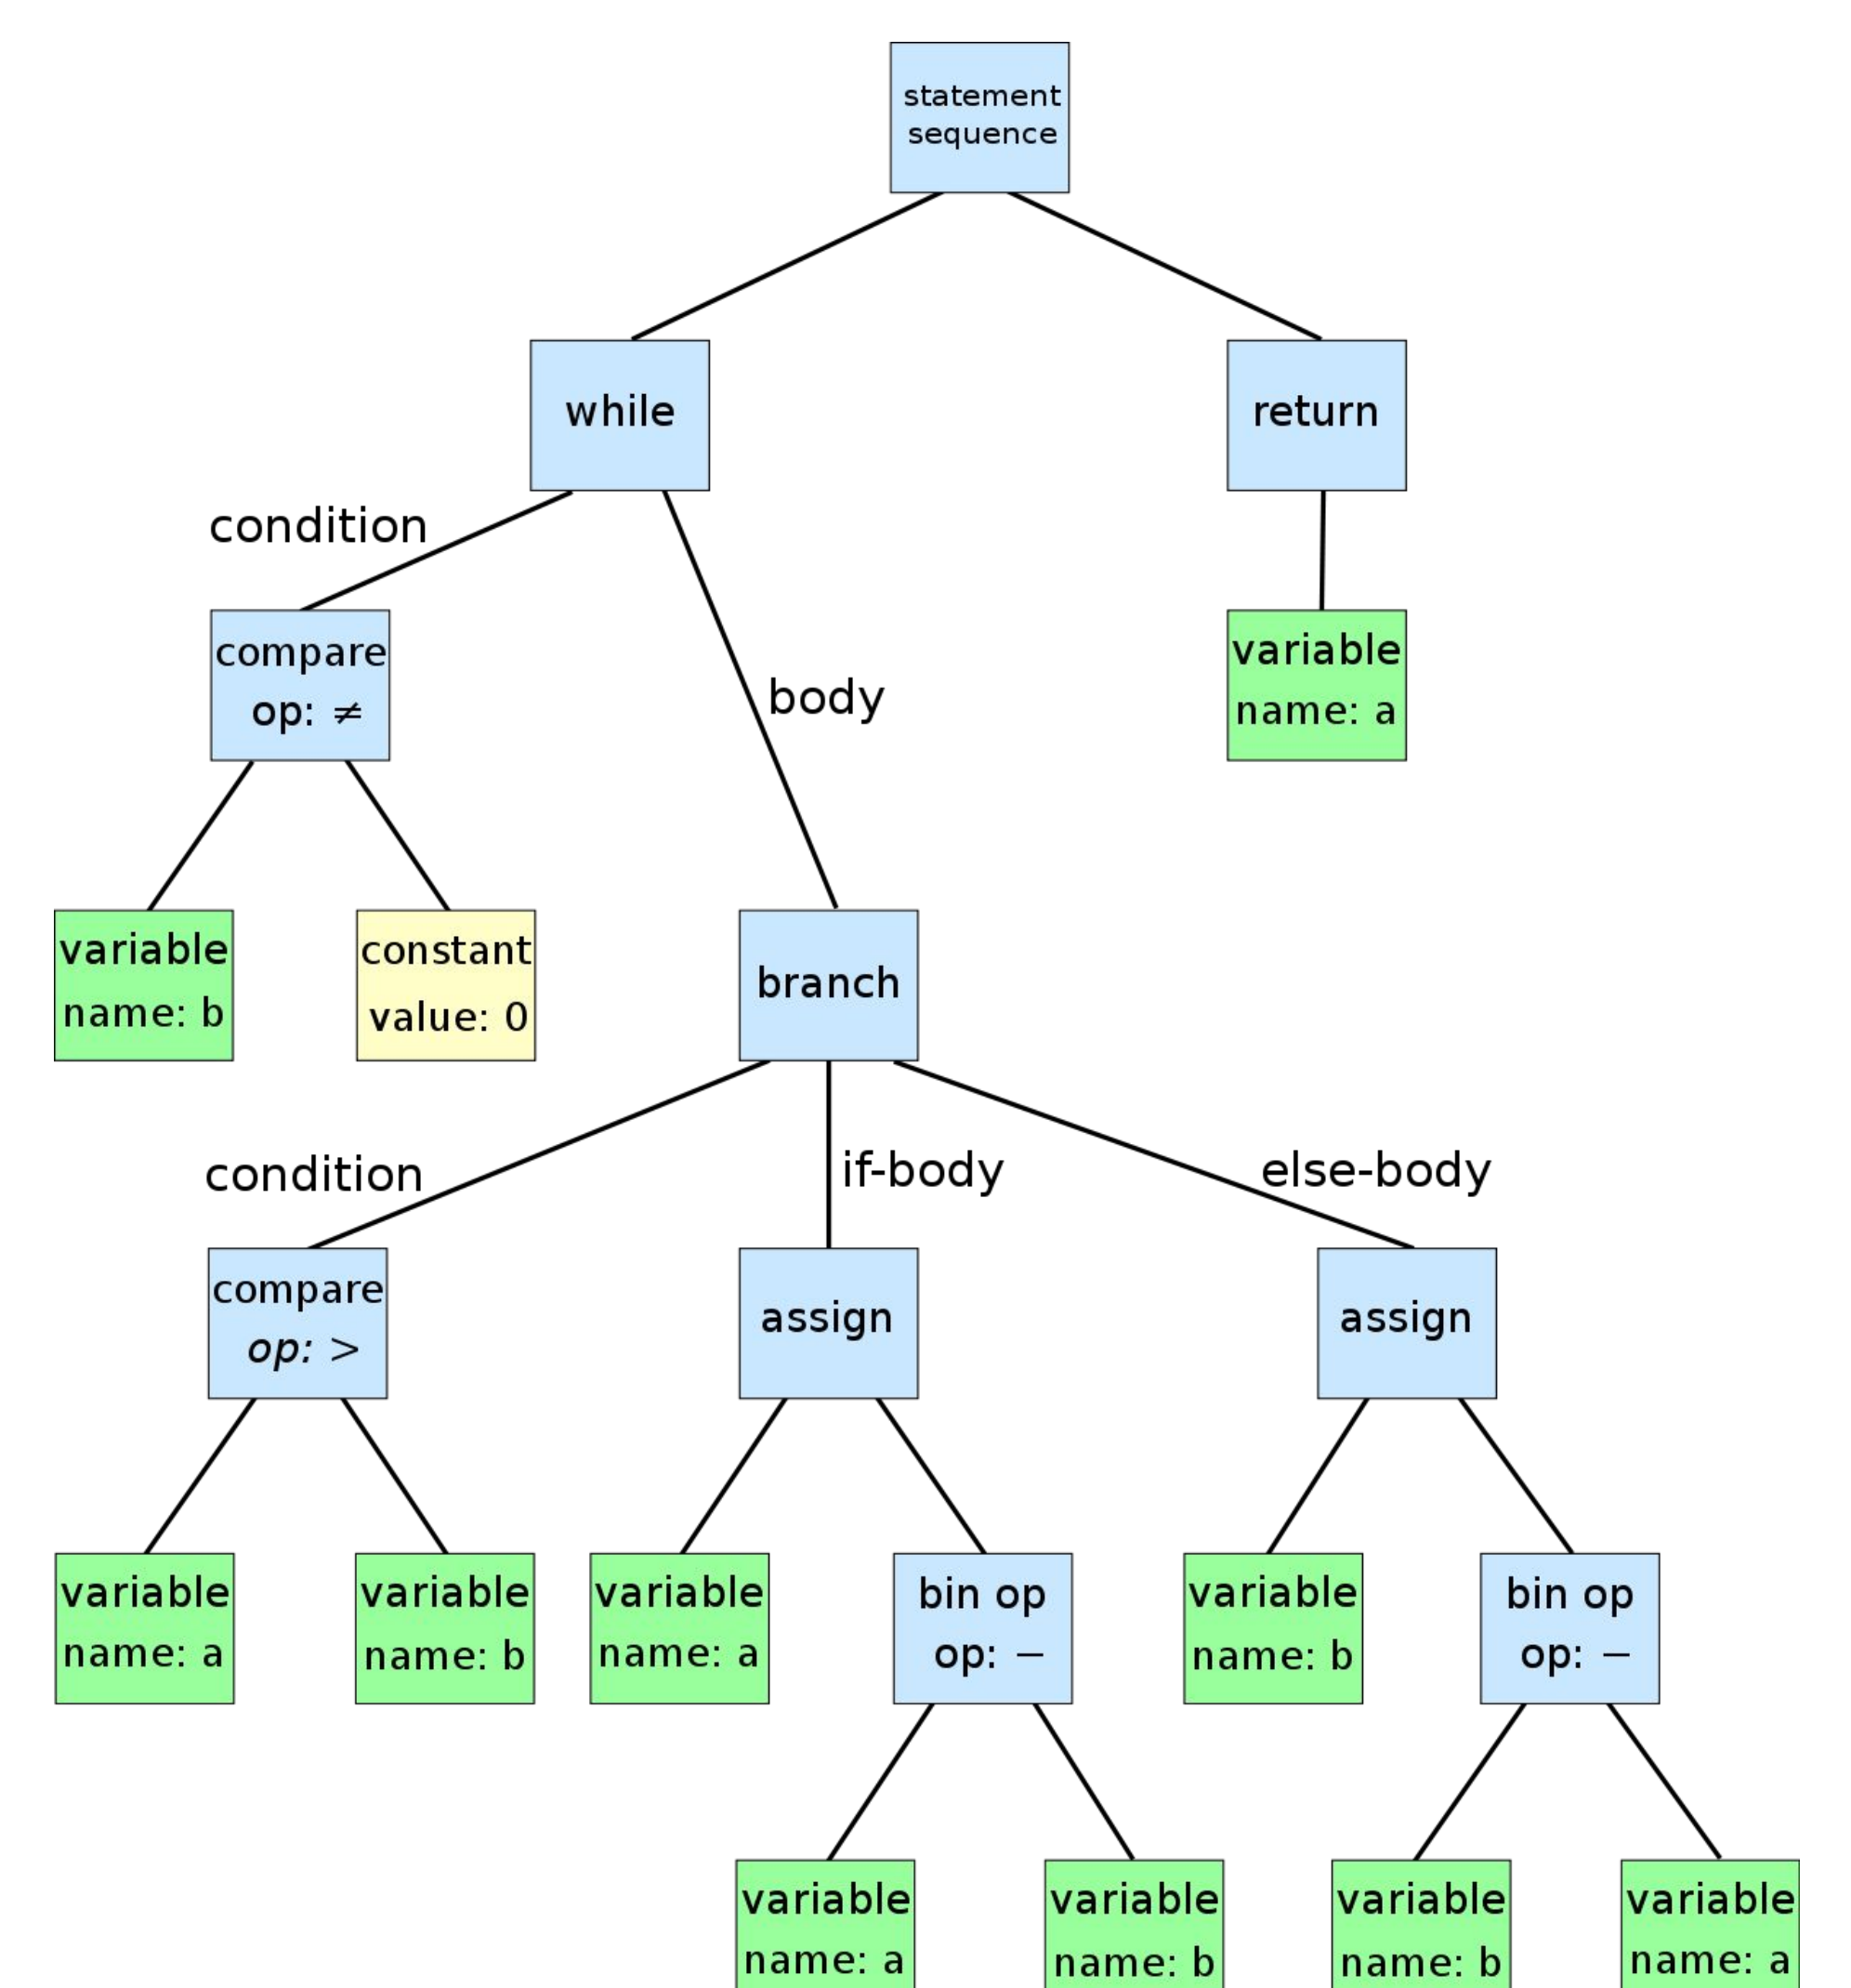 statement
sequence
while
return
condition
compare
op: ≠
body
variable
name: a
variable
name: b
constant
value: 0
branch
condition
if-body
else-body
compare
op: >
assign
assign
variable
name: a
variable
name: b
variable
name: a
bin op
op: −
variable
name: b
bin op
op: −
variable
name: a
variable
name: b
variable
name: b
variable
name: a